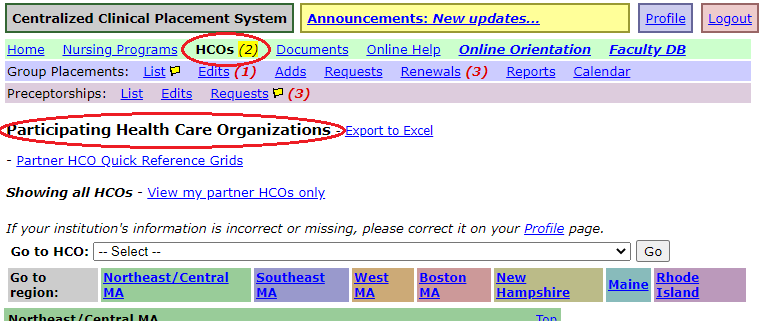 Centralized Clinical Placement System Announcements: New updates... Profile Logout
Home Nursing Programs HCOs (2) Documents Online Help Online Orientation Faculty DB
Group Placements: List Edits (1) Adds Requests Renewals (3) Reports Calendar
Preceptorships: List Edits Requests (3)
Participating Health Care Organizations - Export to Excel
- Partner HCO Quick Reference Grids
Showing all HCOs - View my partner HCOs only
If your institution's information is incorrect or missing, please correct it on your Profile page.
Go to HCO: -- Select -- Go
Go to region: Northeast/Central MA Southeast MA West MA Boston MA New Hampshire Maine Rhode Island
Northeast/Central MA Top